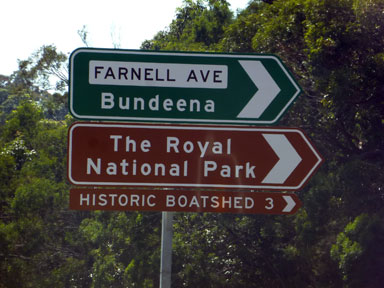 FARNELL AVE
Bundeena
The Royal
National Park
HISTORIC BOATSHED 3